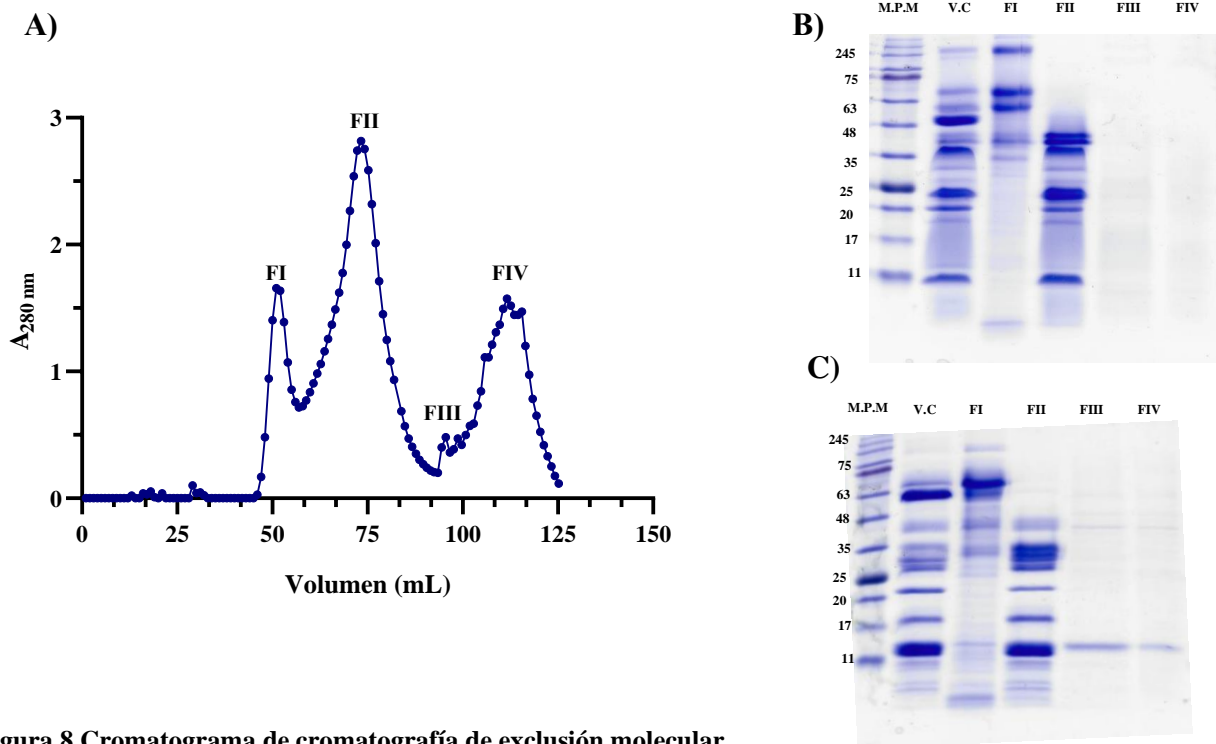 A)
3
2
1
0
A280 nm
FI
FII
FIII
FIV
0 25 50 75 100 125 150
Volumen (mL)
B)
M.P.M V.C FI FII FIII FIV
245
75
63
48
35
25
20
17
11
C)
M.P.M V.C FI FII FIII FIV
245
75
63
48
35
25
20
17
11
gura 8 Cromatograma de cromatografía de exclusión molecular